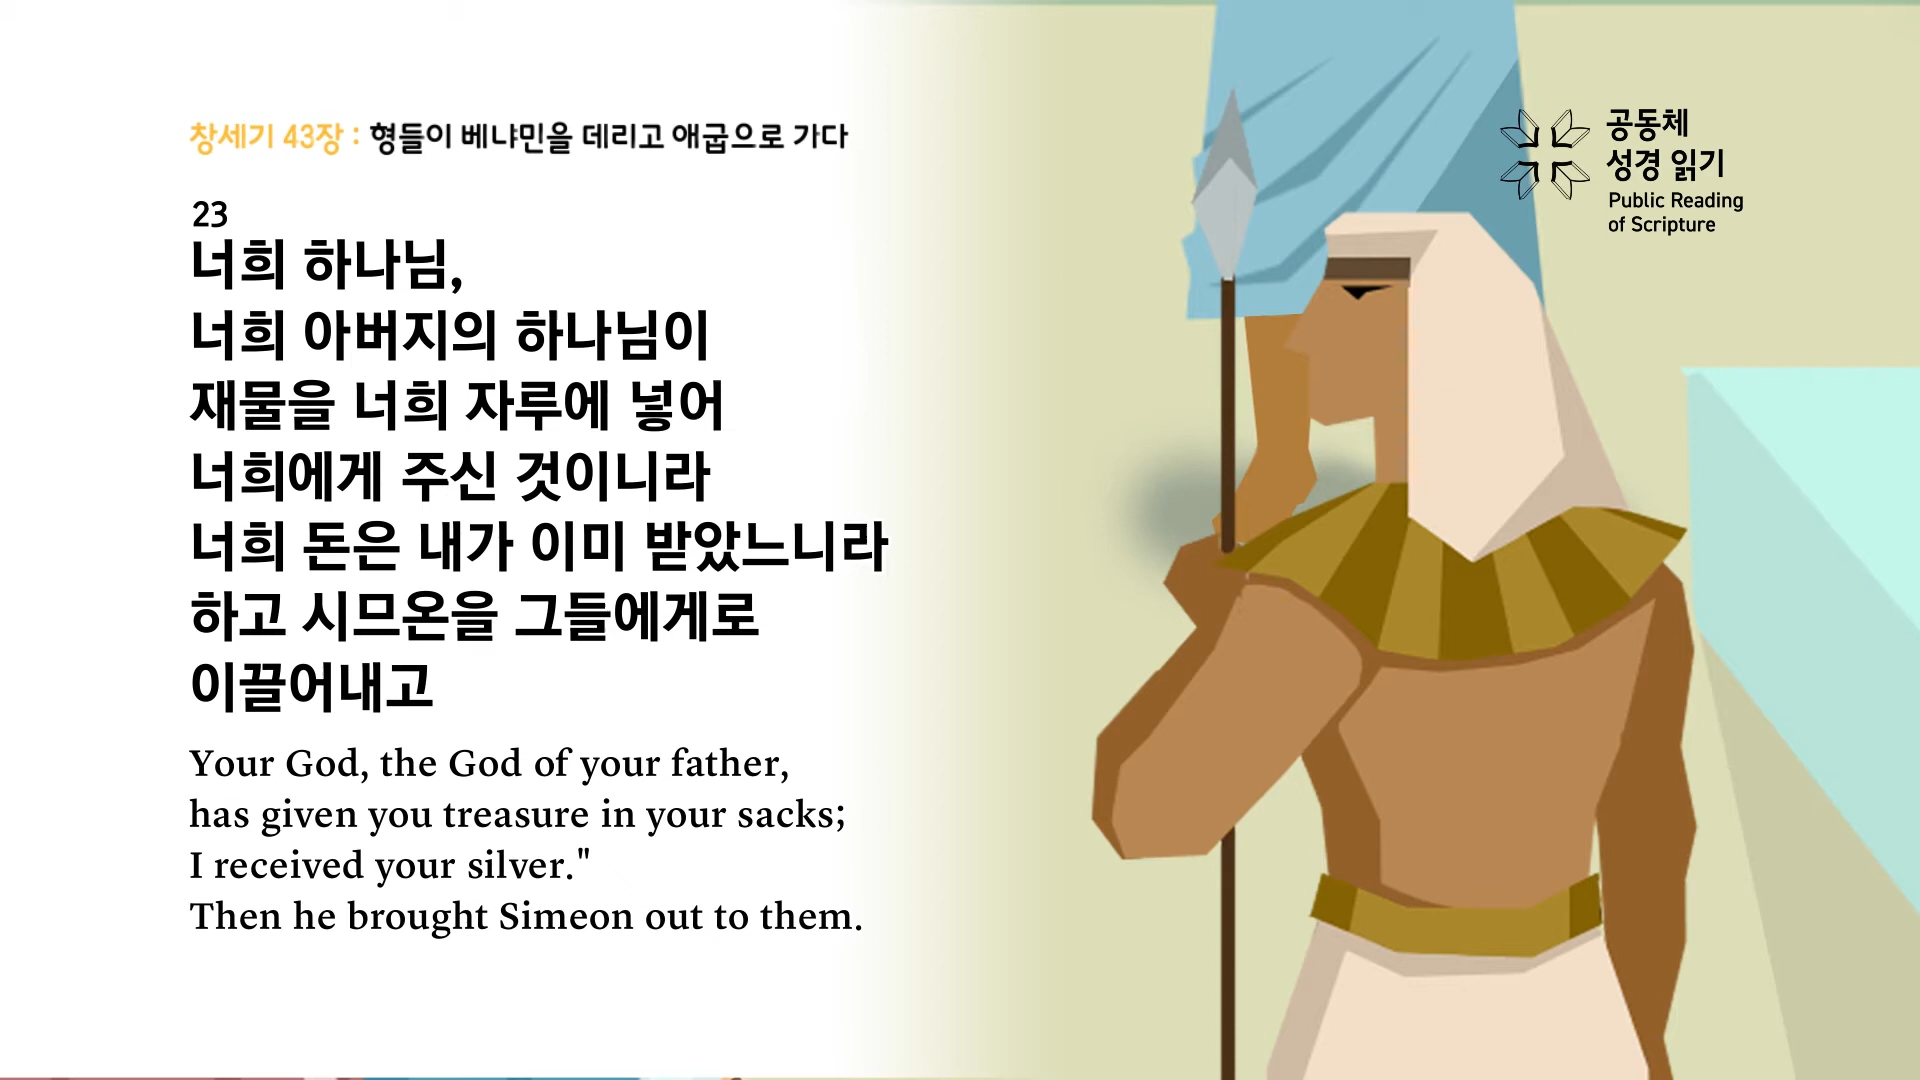 창세기 43장 : 형들이 베냐민을 데리고 애굽으로 가다
23
너희 하나님,
너희 아버지의 하나님이
재물을 너희 자루에 넣어
너희에게 주신 것이니라
너희 돈은 내가 이미 받았느니라
하고 시므온을 그들에게로
이끌어내고
Your God, the God of your father,
has given you treasure in your sacks;
I received your silver."
Then he brought Simeon out to them.
공동체
성경 읽기
Public Reading
of Scripture